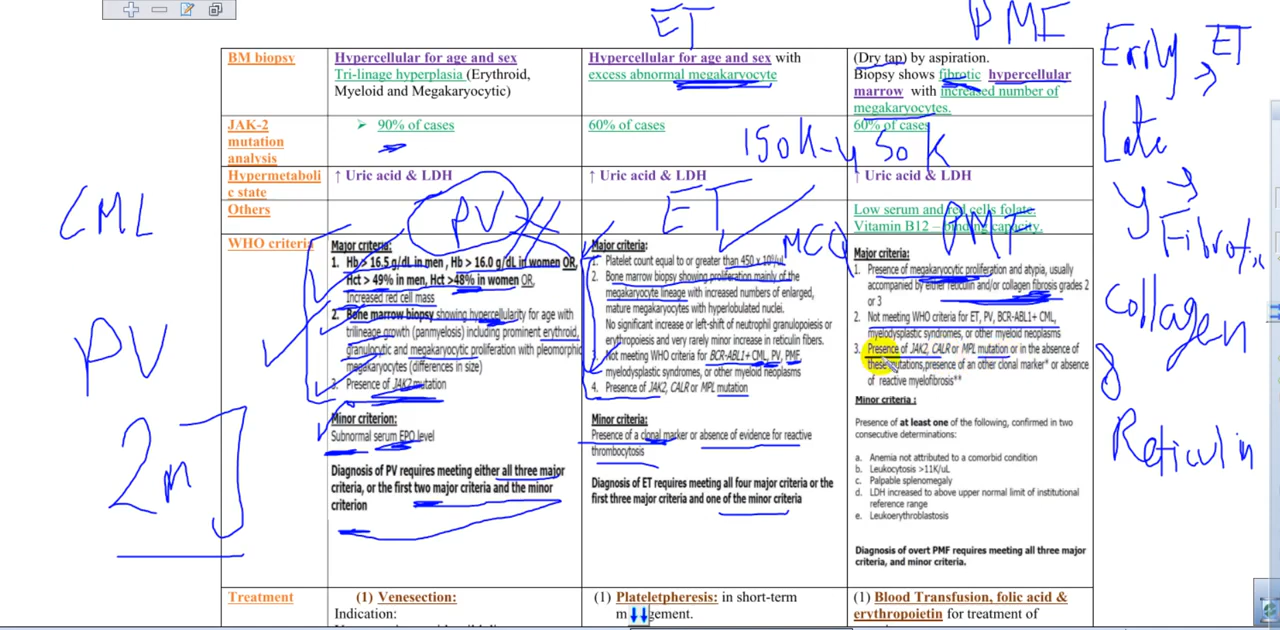 ET
PMF
BM biopsy
Hypercellular for age and sex
Tri-linage hyperplasia (Erythroid,
Myeloid and Megakaryocytic)
Hypercellular for age and sex with
excess abnormal megakaryocyte
(Dry tap) by aspiration.
Biopsy shows fibrotic hypercellular
marrow with increased number of
megakaryocytes.
JAK-2
mutation
analysis
➢ 90% of cases
60% of cases
60% of cases
150K-450K
Hypermetaboli
c state
↑ Uric acid & LDH
↑ Uric acid & LDH
↑ Uric acid & LDH
Others
Low serum and red cells folate.
Vitamin B12 – binding capacity.
PV
ET
MCQ
PMF
WHO criteria
Major criteria:
1. Hb > 16.5 g/dL in men, Hb > 16.0 g/dL in women OR,
Hct > 49% in men, Hct >48% in women OR,
Increased red cell mass
2. Bone marrow biopsy showing hypercellularity for age with
trilineage growth (panmyelosis) including prominent erythroid,
granulocytic and megakaryocytic proliferation with pleomorphic
megakaryocytes (differences in size)
3. Presence of JAK2 mutation
Minor criterion:
Subnormal serum EPO level
Diagnosis of PV requires meeting either all three major
criteria, or the first two major criteria and the minor
criterion
Major criteria:
1. Platelet count equal to or greater than 450 x 10⁹/L
2. Bone marrow biopsy showing proliferation mainly of the
megakaryocyte lineage with increased numbers of enlarged,
mature megakaryocytes with hyperlobulated nuclei.
No significant increase or left-shift of neutrophil granulopoiesis or
erythropoiesis and very rarely minor increase in reticulin fibers.
3. Not meeting WHO criteria for BCR-ABL1+ CML, PV, PMF,
myelodysplastic syndromes, or other myeloid neoplasms
4. Presence of JAK2, CALR or MPL mutation
Minor criteria:
Presence of a clonal marker or absence of evidence for reactive
thrombocytosis
Diagnosis of ET requires meeting all four major criteria or the
first three major criteria and one of the minor criteria
Major criteria:
1. Presence of megakaryocytic proliferation and atypia, usually
accompanied by either reticulin and/or collagen fibrosis grades 2
or 3
2. Not meeting WHO criteria for ET, PV, BCR-ABL1+ CML,
myelodysplastic syndromes, or other myeloid neoplasms
3. Presence of JAK2, CALR or MPL mutation or in the absence of
these mutations, presence of an other clonal marker* or absence
of reactive myelofibrosis**
Minor criteria :
Presence of at least one of the following, confirmed in two
consecutive determinations:
a. Anemia not attributed to a comorbid condition
b. Leukocytosis >11K/uL
c. Palpable splenomegaly
d. LDH increased to above upper normal limit of institutional
reference range
e. Leukoerythroblastosis
Diagnosis of overt PMF requires meeting all three major
criteria, and minor criteria.
Treatment
(1) Venesection:
Indication:
(1) Plateletpheresis: in short-term
(1) Blood Transfusion, folic acid &
erythropoietin for treatment of
CML
PV
Early
ET
Late
Fibrotic
Collagen
&
Reticulin